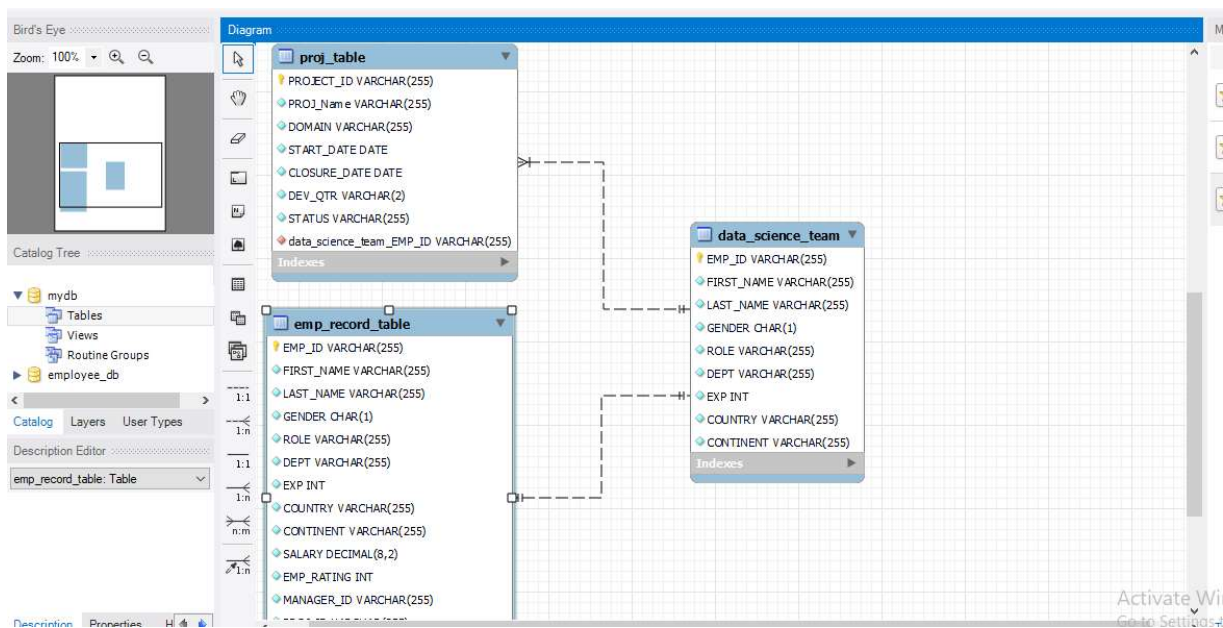 Bird's Eye
Zoom: 100%
Catalog Tree
mydb
Tables
Views
Routine Groups
employee_db
Catalog Layers User Types
Description Editor
emp_record_table: Table
Description Properties H
Diagram
1:1
1:n
1:1
1:n
n:m
1:n
proj_table
PROJECT_ID VARCHAR(255)
PROJ_Name VARCHAR(255)
DOMAIN VARCHAR(255)
START_DATE DATE
CLOSURE_DATE DATE
DEV_QTR VARCHAR(2)
STATUS VARCHAR(255)
data_science_team_EMP_ID VARCHAR(255)
Indexes
emp_record_table
EMP_ID VARCHAR(255)
FIRST_NAME VARCHAR(255)
LAST_NAME VARCHAR(255)
GENDER CHAR(1)
ROLE VARCHAR(255)
DEPT VARCHAR(255)
EXP INT
COUNTRY VARCHAR(255)
CONTINENT VARCHAR(255)
SALARY DECIMAL(8,2)
EMP_RATING INT
MANAGER_ID VARCHAR(255)
data_science_team
EMP_ID VARCHAR(255)
FIRST_NAME VARCHAR(255)
LAST_NAME VARCHAR(255)
GENDER CHAR(1)
ROLE VARCHAR(255)
DEPT VARCHAR(255)
EXP INT
COUNTRY VARCHAR(255)
CONTINENT VARCHAR(255)
Indexes
M
Activate Wi
Go to Settings